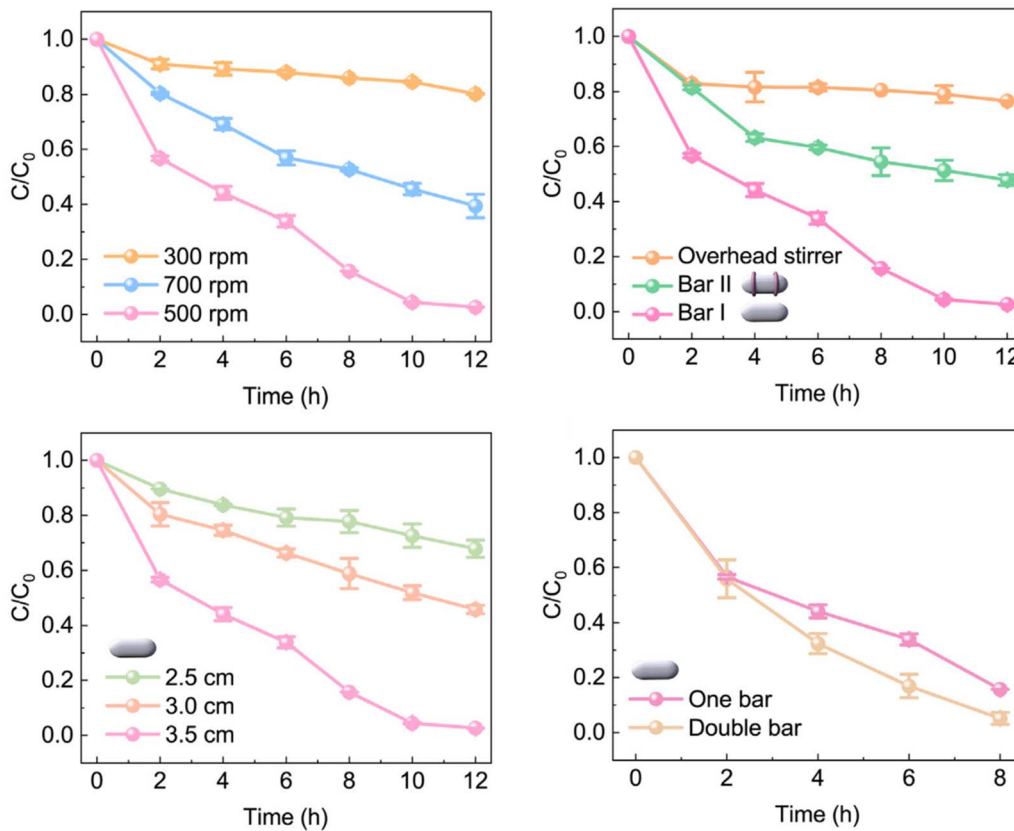 C/C0
1.0
0.8
0.6
0.4
0.2
0.0
300 rpm
700 rpm
500 rpm
0 2 4 6 8 10 12
Time (h)
C/C0
1.0
0.8
0.6
0.4
0.2
0.0
Overhead stirrer
Bar II
Bar I
0 2 4 6 8 10 12
Time (h)
C/C0
1.0
0.8
0.6
0.4
0.2
0.0
2.5 cm
3.0 cm
3.5 cm
0 2 4 6 8 10 12
Time (h)
C/C0
1.0
0.8
0.6
0.4
0.2
0.0
One bar
Double bar
0 2 4 6 8
Time (h)